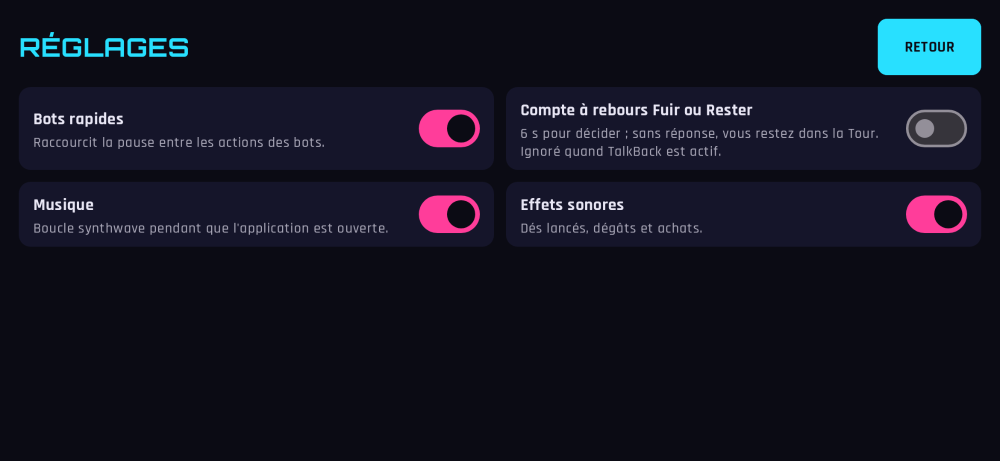 RÉGLAGES
RETOUR
Bots rapides
Raccourcit la pause entre les actions des bots.
Compte à rebours Fuir ou Rester
6 s pour décider ; sans réponse, vous restez dans la Tour.
Ignoré quand TalkBack est actif.
Musique
Boucle synthwave pendant que l'application est ouverte.
Effets sonores
Dés lancés, dégôts et achats.